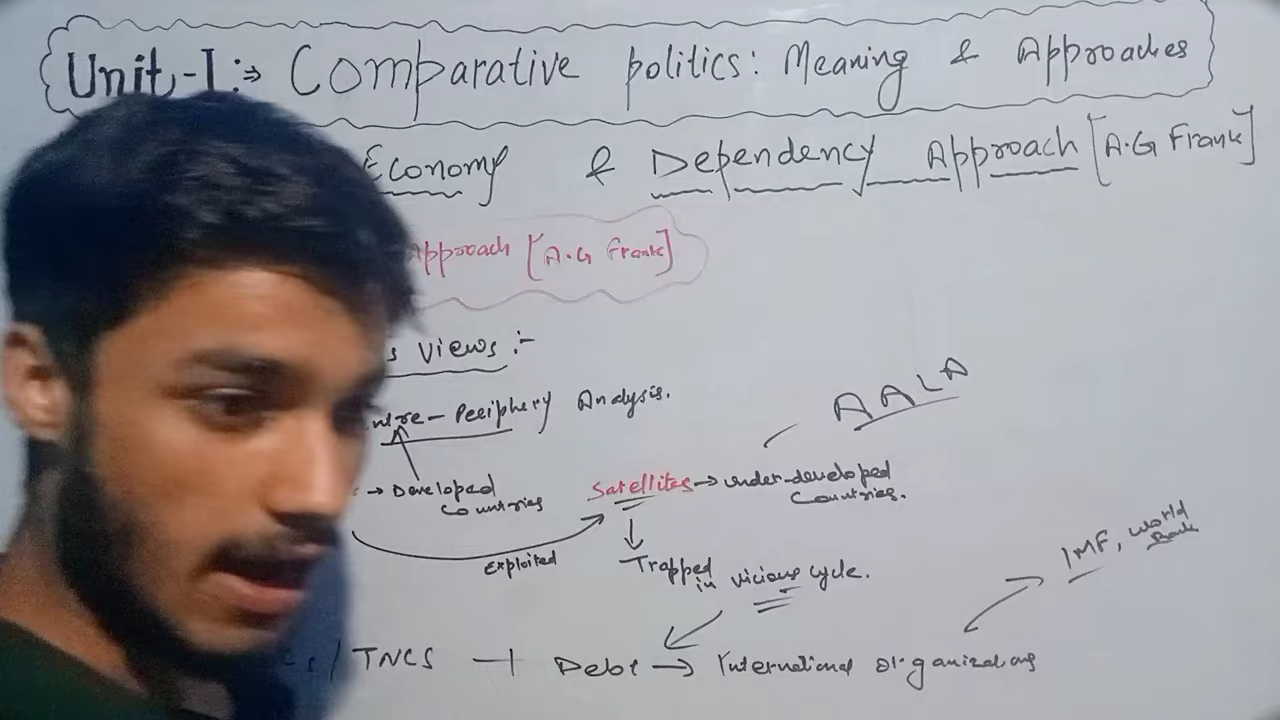 Unit-I:⇒ Comparative politics: Meaning & Approaches
Economy & Dependency Approach [A.G Frank]
Approach [A.G Frank]
s Views :-
ntre-Periphery Analysis.
AALA
→ Developed Countries
Satellites → under-developed Countries.
Exploited
Trapped in vicious cycle.
IMF, World Bank
/ TNCS → Debt → International Organizations